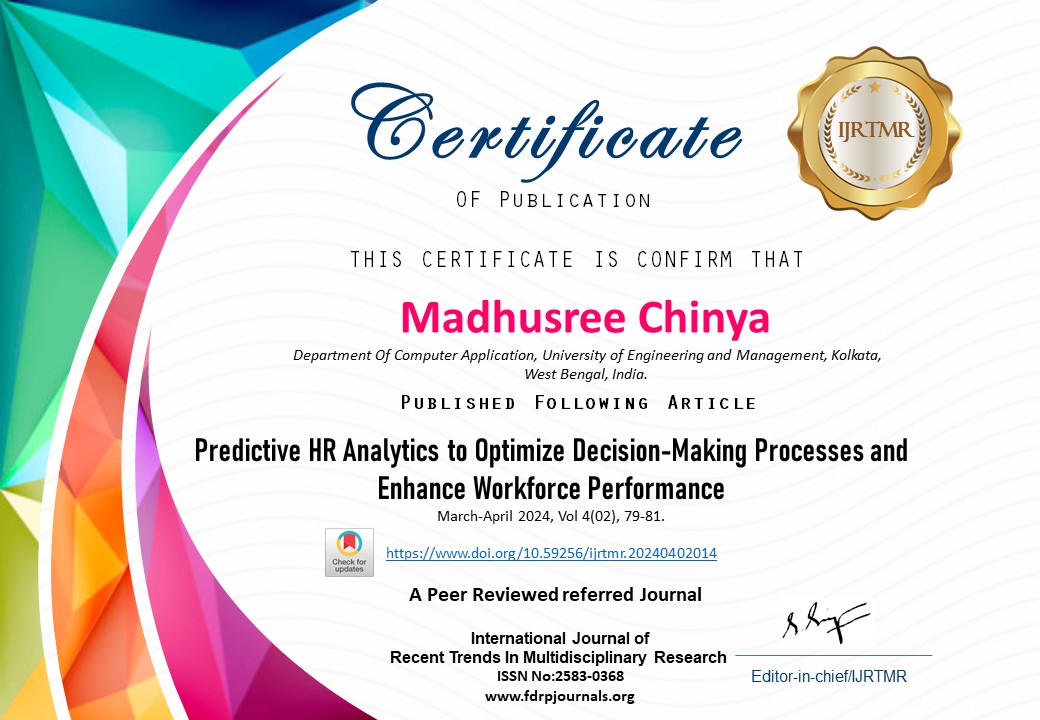 Certificate
IJRTMR
OF PUBLICATION
THIS CERTIFICATE IS CONFIRM THAT
Madhusree Chinya
Department Of Computer Application, University of Engineering and Management, Kolkata,
West Bengal, India.
PUBLISHED FOLLOWING ARTICLE
Predictive HR Analytics to Optimize Decision-Making Processes and
Enhance Workforce Performance
March-April 2024, Vol 4(02), 79-81.
Check for
updates
https://www.doi.org/10.59256/ijrtmr.20240402014
A Peer Reviewed referred Journal
International Journal of
Recent Trends In Multidisciplinary Research
ISSN No:2583-0368
www.fdrpjournals.org
Editor-in-chief/IJRTMR